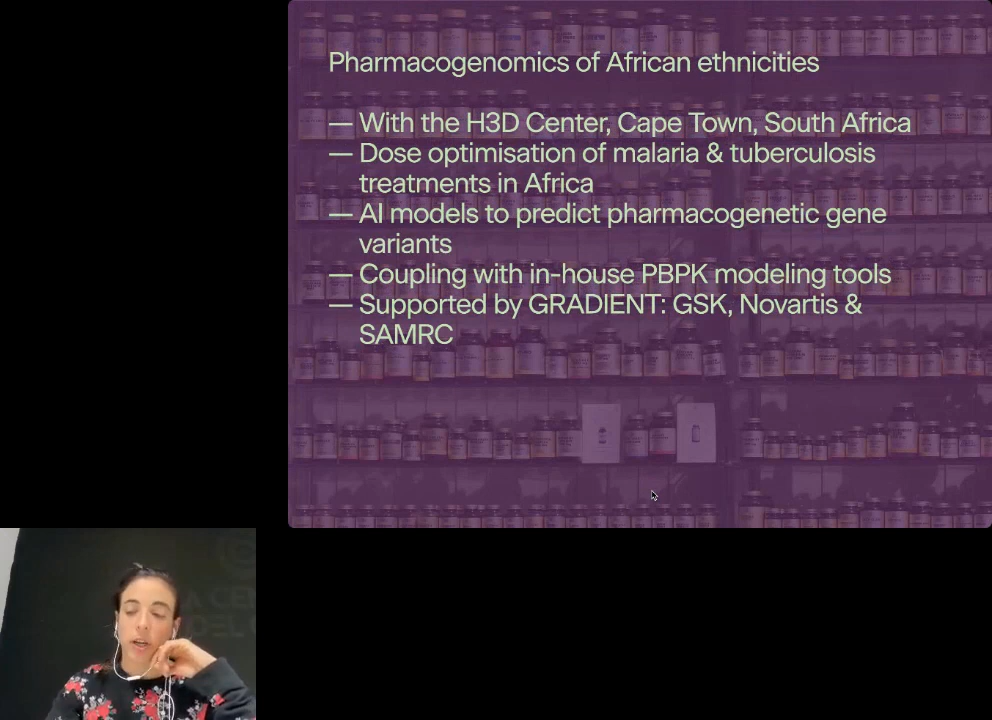 Pharmacogenomics of African ethnicities
— With the H3D Center, Cape Town, South Africa
— Dose optimisation of malaria & tuberculosis
treatments in Africa
— AI models to predict pharmacogenetic gene
variants
— Coupling with in-house PBPK modeling tools
— Supported by GRADIENT: GSK, Novartis &
SAMRC